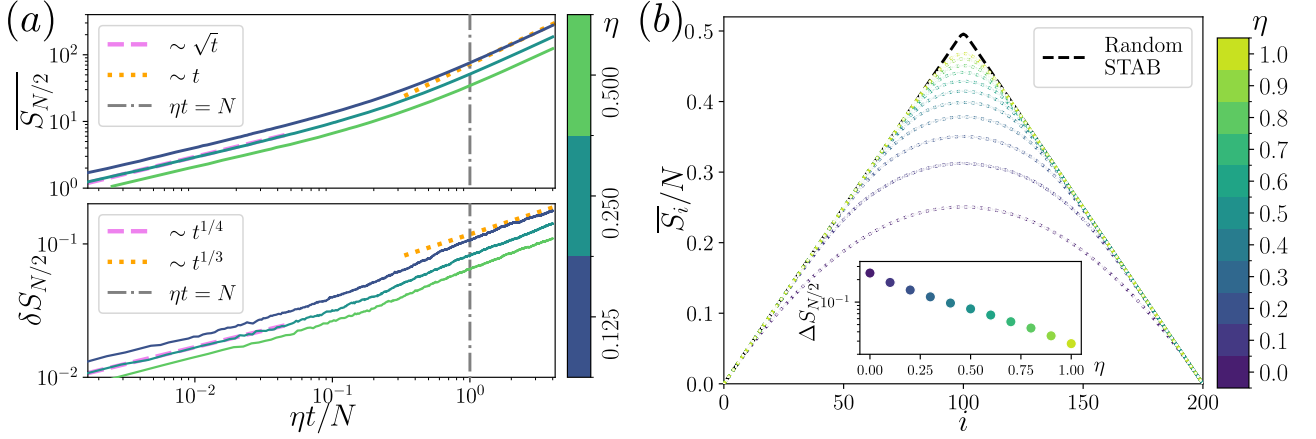 (a)
$\overline{S_{N/2}}$
10^2
10^1
10^0
∼ √t
∼ t
ηt = N
δS_{N/2}
10^{-1}
10^{-2}
∼ t^{1/4}
∼ t^{1/3}
ηt = N
10^{-2}
10^{-1}
10^0
ηt/N
η
0.500
0.250
0.125
(b)
$\overline{S_i}/N$
0.5
0.4
0.3
0.2
0.1
0.0
Random
STAB
ΔS_{N/2}
10^{-1}
0.00 0.25 0.50 0.75 1.00 η
0 50 100 150 200
i
η
1.0
0.9
0.8
0.7
0.6
0.5
0.4
0.3
0.2
0.1
0.0